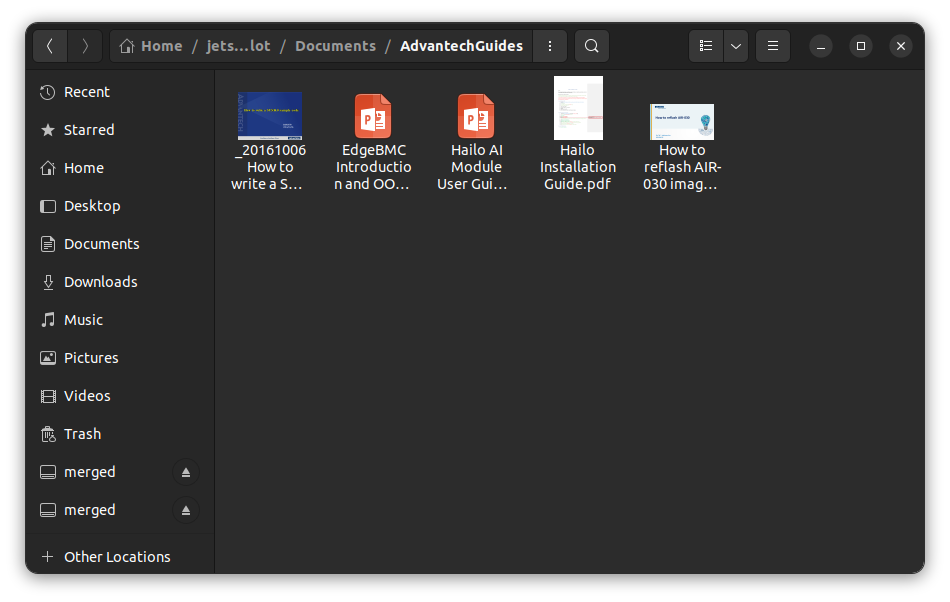 Home / jets...lot / Documents / AdvantechGuides
Recent
Starred
Home
Desktop
Documents
Downloads
Music
Pictures
Videos
Trash
merged
merged
Other Locations
_20161006
How to
write a S...
EdgeBMC
Introductio
n and OO...
Hailo AI
Module
User Gui...
Hailo
Installation
Guide.pdf
How to
reflash AIR-
030 imag...